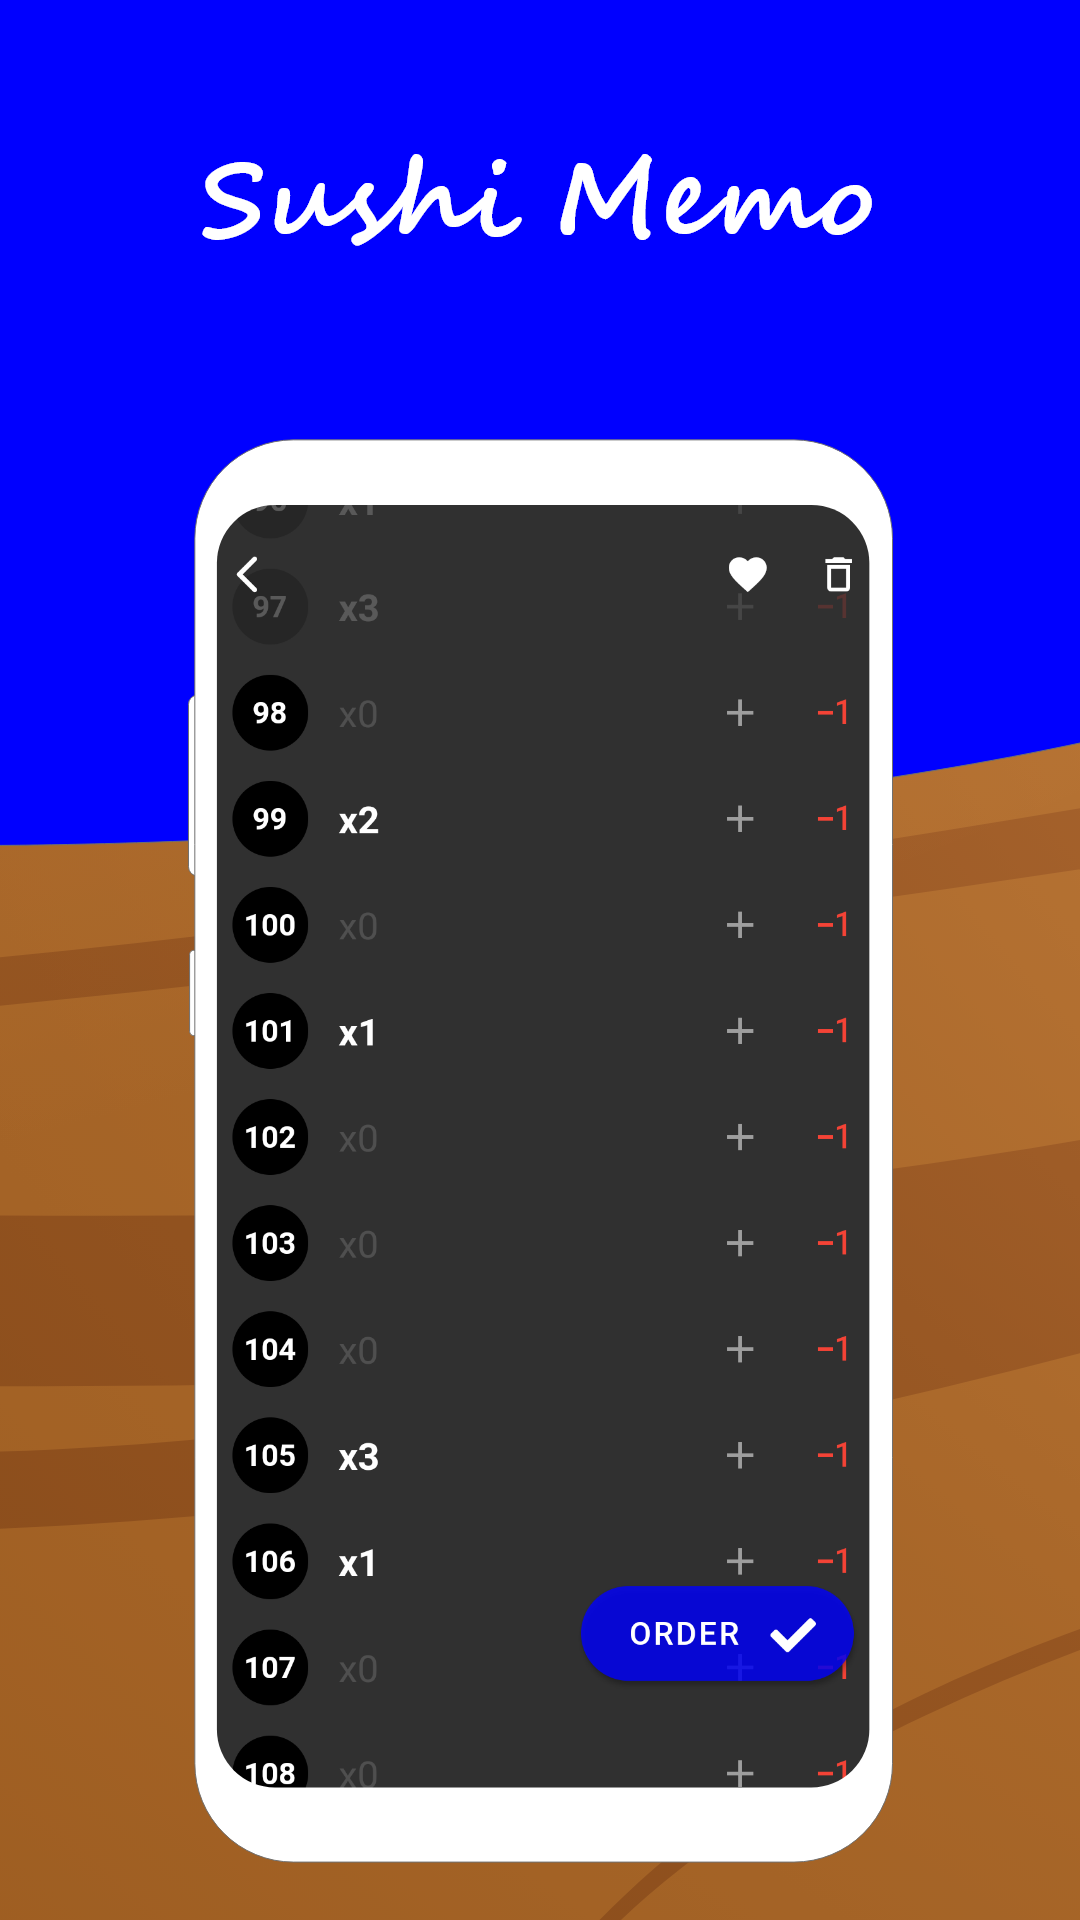 Sushi Memo
x1
97 x3 + −1
98 x0 + −1
99 x2 + −1
100 x0 + −1
101 x1 + −1
102 x0 + −1
103 x0 + −1
104 x0 + −1
105 x3 + −1
106 x1 + −1
ORDER
107 x0 + −1
108 x0 + −1